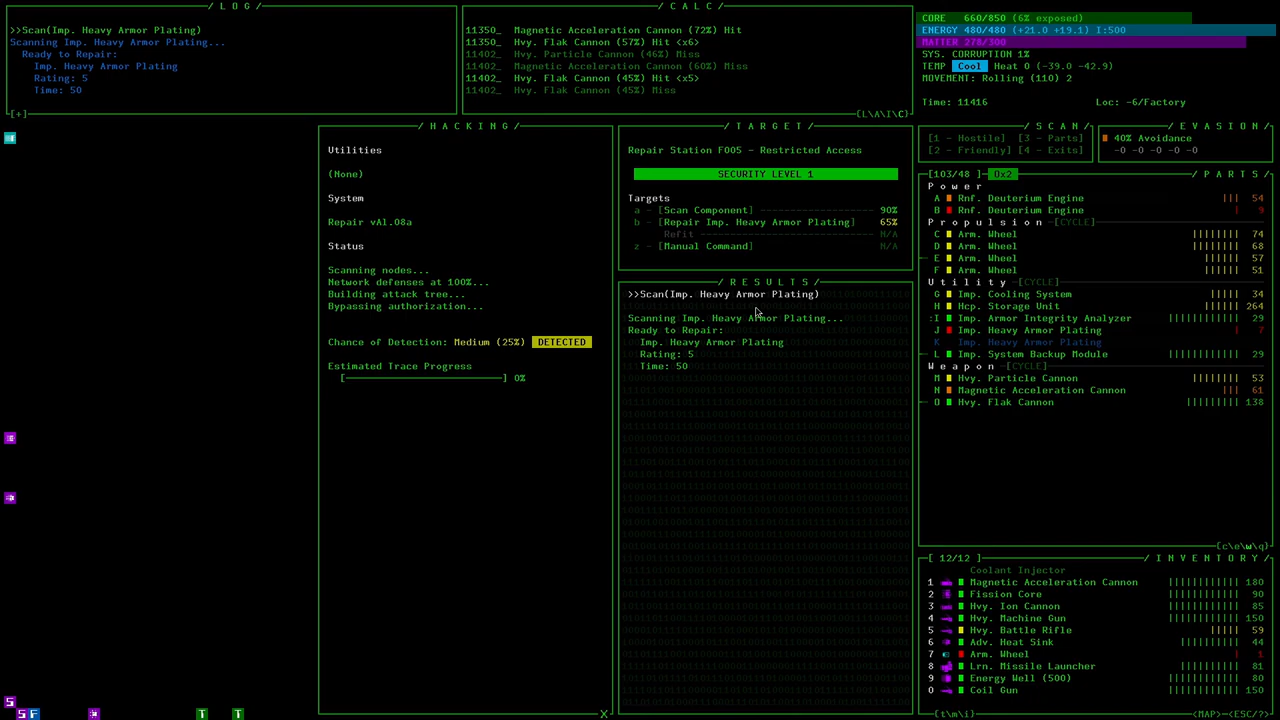 / L O G /
>>Scan(Imp. Heavy Armor Plating)
Scanning Imp. Heavy Armor Plating...
Ready to Repair:
Imp. Heavy Armor Plating
Rating: 5
Time: 50
[+]
/ C A L C /
11350_ Magnetic Acceleration Cannon (72%) Hit
11350_ Hvy. Flak Cannon (57%) Hit <x6>
11402_ Hvy. Particle Cannon (46%) Miss
11402_ Magnetic Acceleration Cannon (60%) Miss
11402_ Hvy. Flak Cannon (45%) Hit <x5>
11402_ Hvy. Flak Cannon (45%) Miss
(L\A\I\C)
CORE 660/850 (6% exposed)
ENERGY 480/480 (+21.0 +19.1) I:500
MATTER 278/300
SYS. CORRUPTION 1%
TEMP Cool Heat 0 (-39.0 -42.9)
MOVEMENT: Rolling (110) 2
Time: 11416 Loc: -6/Factory
/ S C A N /
[1 - Hostile] [3 - Parts]
[2 - Friendly] [4 - Exits]
/ E V A S I O N /
40% Avoidance
-0 -0 -0 -0 -0
/ H A C K I N G /
Utilities
(None)
System
Repair vAl.08a
Status
Scanning nodes...
Network defenses at 100%...
Building attack tree...
Bypassing authorization...
Chance of Detection: Medium (25%) DETECTED
Estimated Trace Progress
[----------------------] 0%
X
/ T A R G E T /
Repair Station F005 - Restricted Access
SECURITY LEVEL 1
Targets
a - [Scan Component] 90%
b - [Repair Imp. Heavy Armor Plating] 65%
Refit N/A
z - [Manual Command] N/A
/ R E S U L T S /
>>Scan(Imp. Heavy Armor Plating)
Scanning Imp. Heavy Armor Plating...
Ready to Repair:
Imp. Heavy Armor Plating
Rating: 5
Time: 50
[103/48 ] 0x2 / P A R T S /
P o w e r
A Rnf. Deuterium Engine 54
B Rnf. Deuterium Engine 9
P r o p u l s i o n [CYCLE]
C Arm. Wheel 74
D Arm. Wheel 68
E Arm. Wheel 57
F Arm. Wheel 51
U t i l i t y [CYCLE]
G Imp. Cooling System 34
H Hcp. Storage Unit 264
:I Imp. Armor Integrity Analyzer 29
J Imp. Heavy Armor Plating 7
K Imp. Heavy Armor Plating
L Imp. System Backup Module 29
W e a p o n [CYCLE]
M Hvy. Particle Cannon 53
N Magnetic Acceleration Cannon 61
O Hvy. Flak Cannon 138
(c\e\w\q)
[ 12/12 ] / I N V E N T O R Y /
Coolant Injector
1 Magnetic Acceleration Cannon 180
2 Fission Core 90
3 Hvy. Ion Cannon 85
4 Hvy. Machine Gun 150
5 Hvy. Battle Rifle 59
6 Adv. Heat Sink 44
7 Arm. Wheel 1
8 Lrn. Missile Launcher 81
9 Energy Well (500) 80
0 Coil Gun 150
(t\m\i) <MAP>-<ESC/?>
S
S F T T